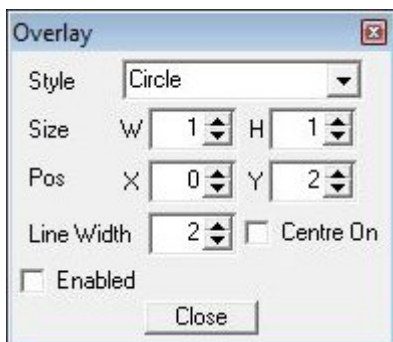 Overlay
Style Circle
Size W 1 H 1
Pos X 0 Y 2
Line Width 2 Centre On
Enabled
Close